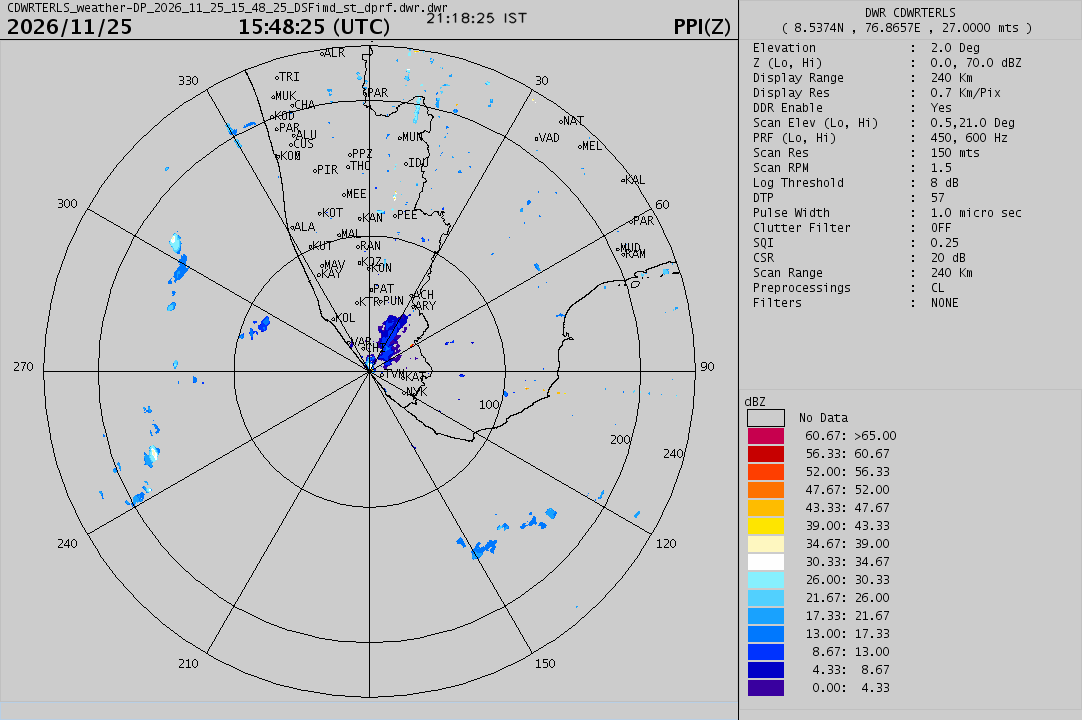 CDWRTERLS_weather-DP_2026_11_25_15_48_25_DSFimd_st_dprf.dwr.dwr
2026/11/25 15:48:25 (UTC) 21:18:25 IST PPI(Z)
DWR CDWRTERLS
( 8.5374N , 76.8657E , 27.0000 mts )
Elevation : 2.0 Deg
Z (Lo, Hi) : 0.0, 70.0 dBZ
Display Range : 240 Km
Display Res : 0.7 Km/Pix
DDR Enable : Yes
Scan Elev (Lo, Hi) : 0.5,21.0 Deg
PRF (Lo, Hi) : 450, 600 Hz
Scan Res : 150 mts
Scan RPM : 1.5
Log Threshold : 8 dB
DTP : 57
Pulse Width : 1.0 micro sec
Clutter Filter : OFF
SQI : 0.25
CSR : 20 dB
Scan Range : 240 Km
Preprocessings : CL
Filters : NONE
dBZ
No Data
60.67: >65.00
56.33: 60.67
52.00: 56.33
47.67: 52.00
43.33: 47.67
39.00: 43.33
34.67: 39.00
30.33: 34.67
26.00: 30.33
21.67: 26.00
17.33: 21.67
13.00: 17.33
8.67: 13.00
4.33: 8.67
0.00: 4.33
ALR
330
TRI
30
MUK
PAR
CHA
KOD
NAT
PAR
ALU
MUN
VAD
CUS
MEL
PPZ
IDU
PIR
THO
KAL
MEE
300
60
KOT
KAN
PEE
PAR
ALA
MAL
KUT
RAN
MUD
RAM
MAV
KOZ
KAY
KON
PAT
ACH
KTR
PUN
ARY
KOL
VAR
270
90
TVM
KAT
NYK
100
200
240
240
120
210
150